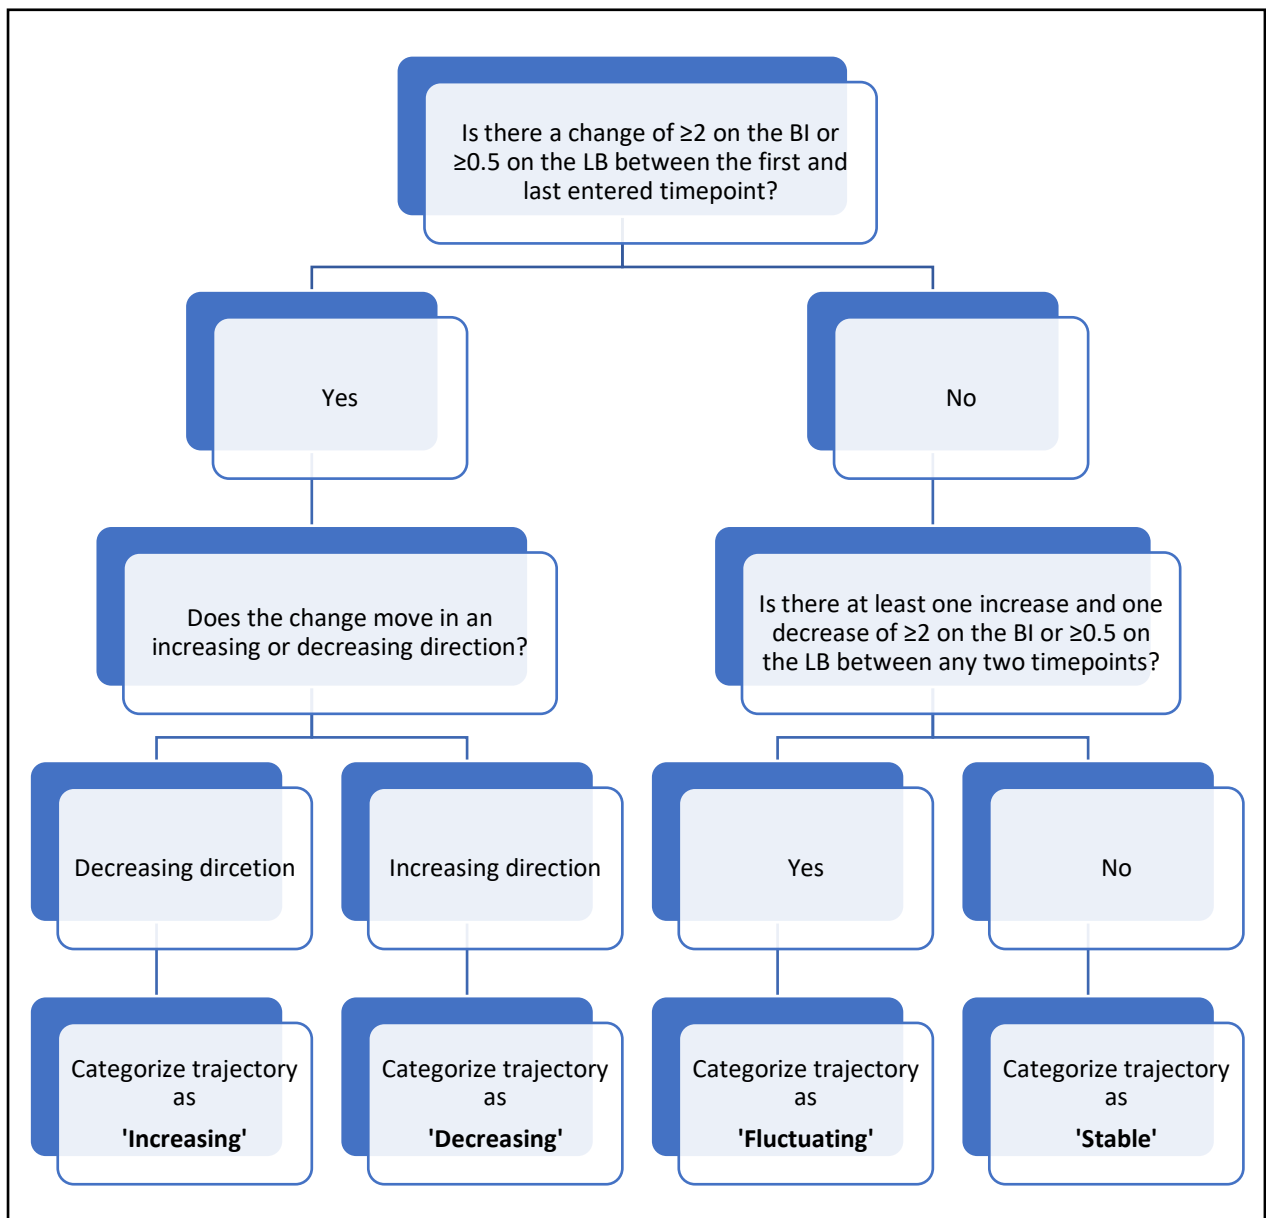 Is there a change of ≥2 on the BI or
≥0.5 on the LB between the first and
last entered timepoint?
Yes
No
Does the change move in an
increasing or decreasing direction?
Is there at least one increase and one
decrease of ≥2 on the BI or ≥0.5 on
the LB between any two timepoints?
Decreasing dircetion
Increasing direction
Yes
No
Categorize trajectory
as
'Increasing'
Categorize trajectory
as
'Decreasing'
Categorize trajectory
as
'Fluctuating'
Categorize trajectory
as
'Stable'